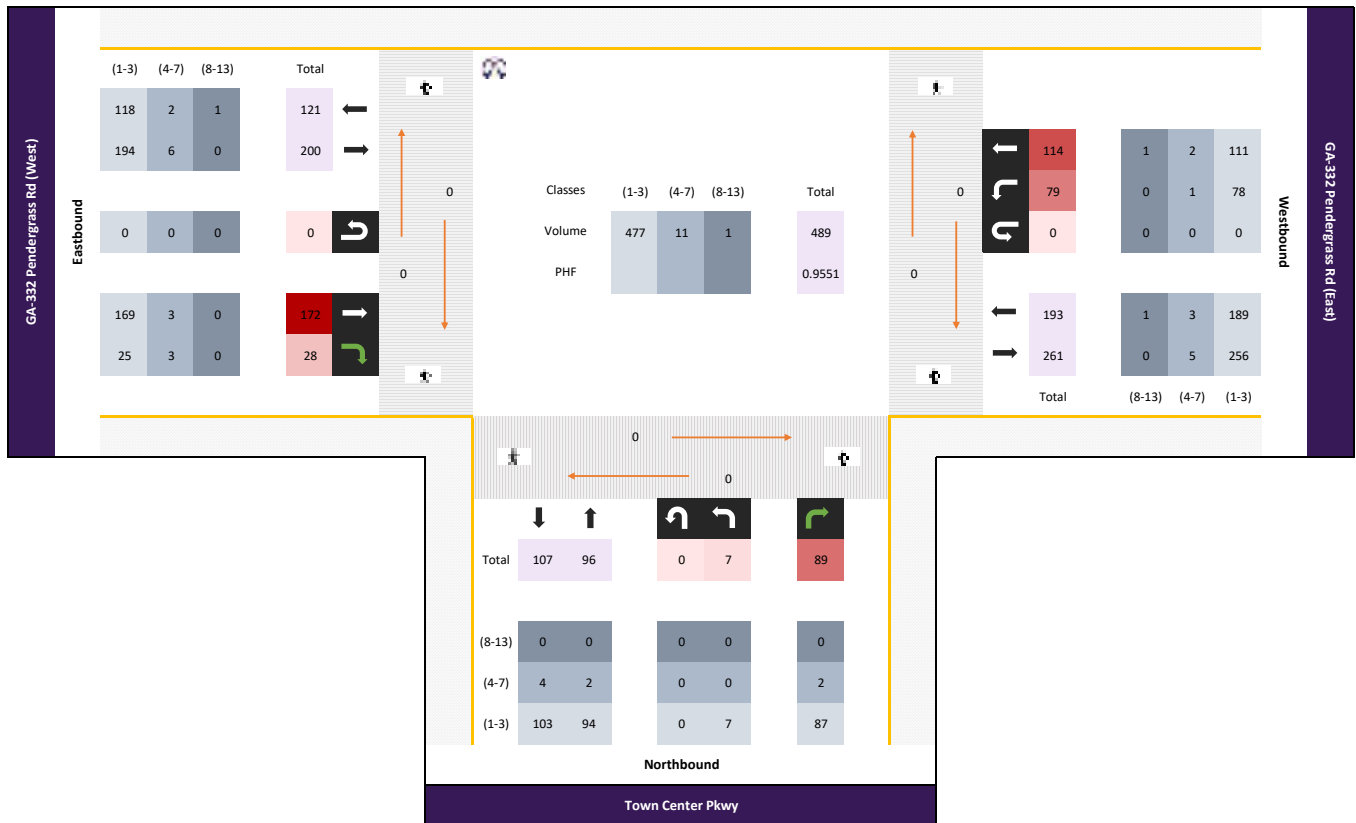 GA-332 Pendergrass Rd (West)
Eastbound
(1-3) (4-7) (8-13) Total
118 2 1 121
194 6 0 200
0 0 0 0
169 3 0 172
25 3 0 28
0
0
Classes (1-3) (4-7) (8-13) Total
Volume 477 11 1 489
PHF 0.9551
0
0
114 1 2 111
79 0 1 78
0 0 0 0
193 1 3 189
261 0 5 256
Total (8-13) (4-7) (1-3)
Westbound
GA-332 Pendergrass Rd (East)
0
0
Total 107 96 0 7 89
(8-13) 0 0 0 0 0
(4-7) 4 2 0 0 2
(1-3) 103 94 0 7 87
Northbound
Town Center Pkwy